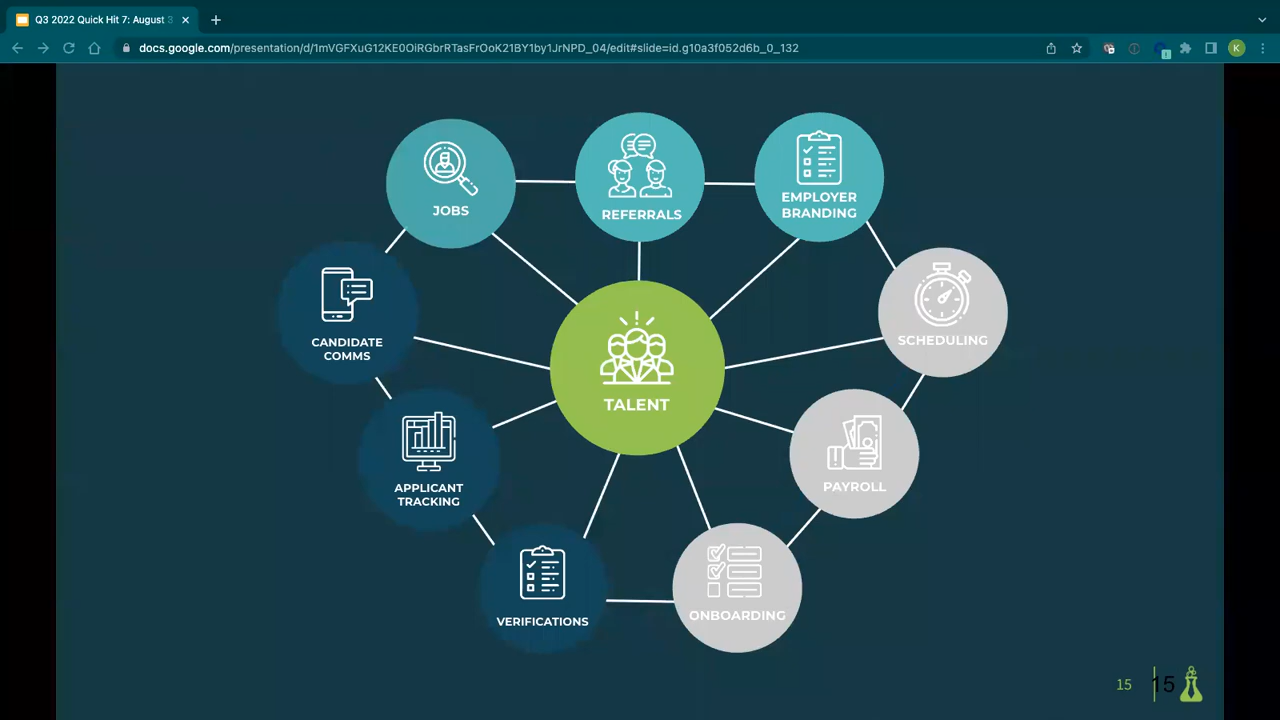 Q3 2022 Quick Hit 7: August 3
docs.google.com/presentation/d/1mVGFXuG12KE0OiRGbrRTasFrOoK21BY1by1JrNPD_04/edit#slide=id.g10a3f052d6b_0_132
K
JOBS
REFERRALS
EMPLOYER
BRANDING
CANDIDATE
COMMS
SCHEDULING
TALENT
APPLICANT
TRACKING
PAYROLL
VERIFICATIONS
ONBOARDING
15
15